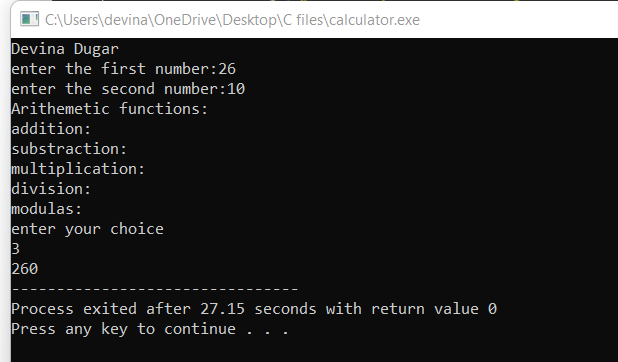 C:\Users\devina\OneDrive\Desktop\C files\calculator.exe
Devina Dugar
enter the first number:26
enter the second number:10
Arithemetic functions:
addition:
substraction:
multiplication:
division:
modulas:
enter your choice
3
260
--------------------------------
Process exited after 27.15 seconds with return value 0
Press any key to continue . . .